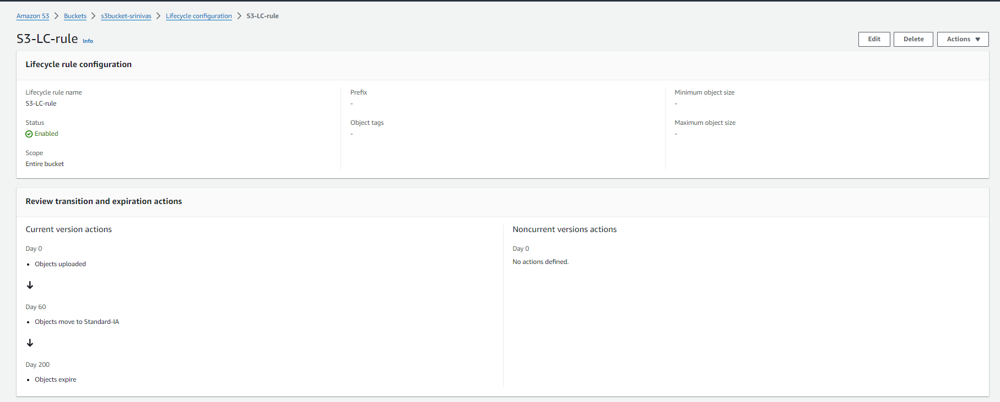 Amazon S3 > Buckets > s3bucket-srinivas > Lifecycle configuration > S3-LC-rule
S3-LC-rule Info
Edit Delete Actions ▼
Lifecycle rule configuration
Lifecycle rule name
S3-LC-rule
Status
Enabled
Scope
Entire bucket
Prefix
-
Object tags
-
Minimum object size
-
Maximum object size
-
Review transition and expiration actions
Current version actions
Day 0
• Objects uploaded
↓
Day 60
• Objects move to Standard-IA
↓
Day 200
• Objects expire
Noncurrent versions actions
Day 0
No actions defined.